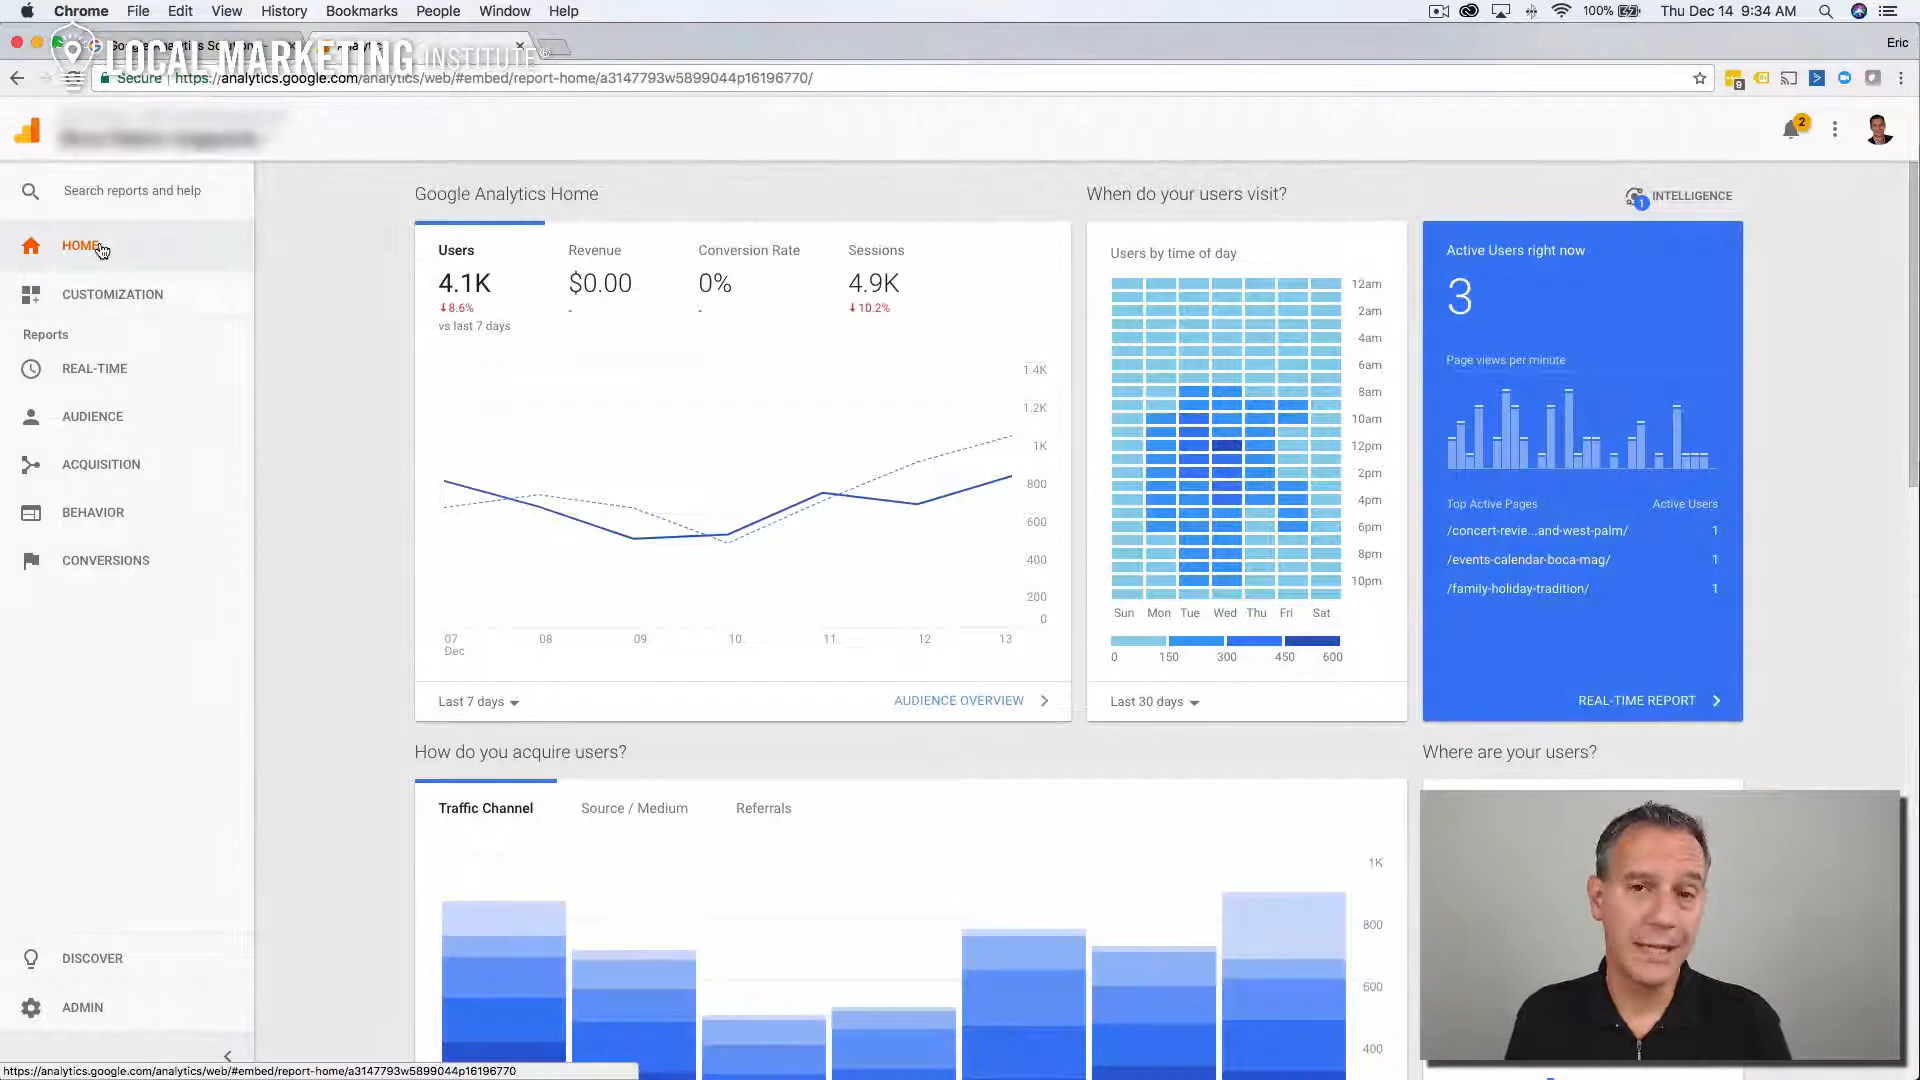 Chrome File Edit View History Bookmarks People Window Help
100% Thu Dec 14 9:34 AM
LOCAL MARKETING INSTITUTE®
Eric
Secure | https://analytics.google.com/analytics/web/#embed/report-home/a3147793w5899044p16196770/
9
2
Search reports and help
HOME
CUSTOMIZATION
Reports
REAL-TIME
AUDIENCE
ACQUISITION
BEHAVIOR
CONVERSIONS
DISCOVER
ADMIN
Google Analytics Home
Users Revenue Conversion Rate Sessions
4.1K $0.00 0% 4.9K
↓8.6% - - ↓10.2%
vs last 7 days
1.4K
1.2K
1K
800
600
400
200
0
07 08 09 10 11 12 13
Dec
Last 7 days AUDIENCE OVERVIEW
When do your users visit?
INTELLIGENCE
1
Users by time of day
12am
2am
4am
6am
8am
10am
12pm
2pm
4pm
6pm
8pm
10pm
Sun Mon Tue Wed Thu Fri Sat
0 150 300 450 600
Last 30 days
Active Users right now
3
Page views per minute
Top Active Pages Active Users
/concert-revie...and-west-palm/ 1
/events-calendar-boca-mag/ 1
/family-holiday-tradition/ 1
REAL-TIME REPORT
How do you acquire users?
Traffic Channel Source / Medium Referrals
1K
800
600
400
Where are your users?
https://analytics.google.com/analytics/web/#embed/report-home/a3147793w5899044p16196770